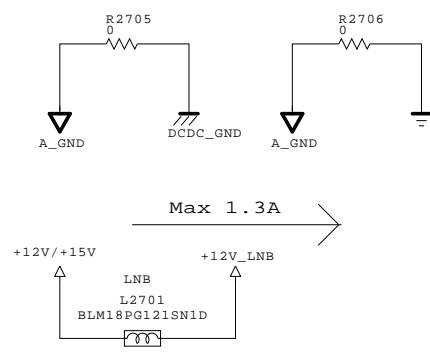 R2705
0
R2706
0
A_GND
DCDC_GND
A_GND
Max 1.3A
+12V/+15V
+12V_LNB
LNB
L2701
BLM18PG121SN1D